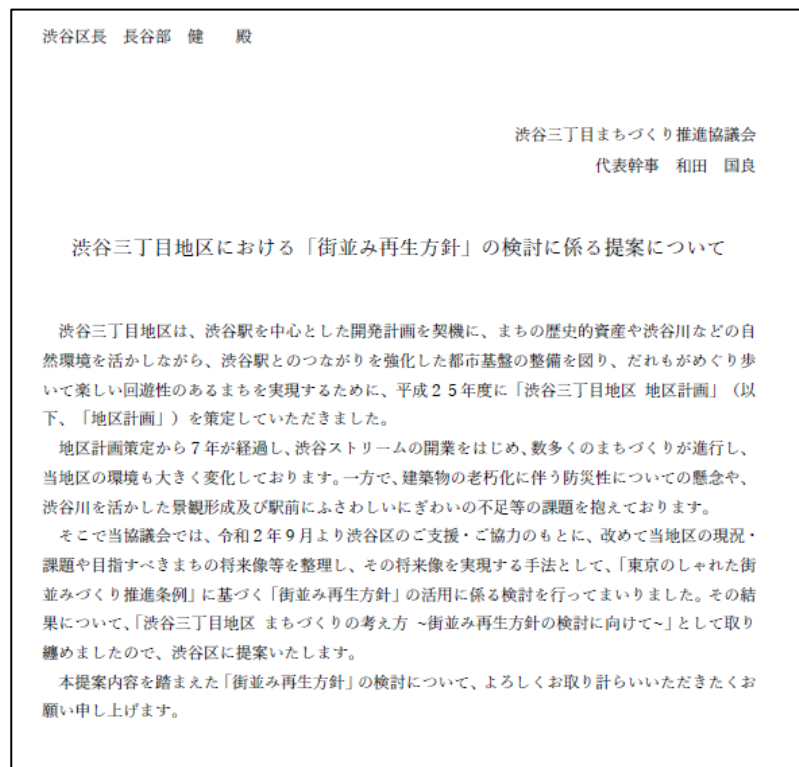 渋谷区長　長谷部　健　　殿
渋谷三丁目まちづくり推進協議会
代表幹事　和田　国良
渋谷三丁目地区における「街並み再生方針」の検討に係る提案について
　渋谷三丁目地区は、渋谷駅を中心とした開発計画を契機に、まちの歴史的資産や渋谷川などの自
然環境を活かしながら、渋谷駅とのつながりを強化した都市基盤の整備を図り、だれもがめぐり歩
いて楽しい回遊性のあるまちを実現するために、平成２５年度に「渋谷三丁目地区 地区計画」（以
下、「地区計画」）を策定していただきました。
　地区計画策定から７年が経過し、渋谷ストリームの開業をはじめ、数多くのまちづくりが進行し、
当地区の環境も大きく変化しております。一方で、建築物の老朽化に伴う防災性についての懸念や、
渋谷川を活かした景観形成及び駅前にふさわしいにぎわいの不足等の課題を抱えております。
　そこで当協議会では、令和２年９月より渋谷区のご支援・ご協力のもとに、改めて当地区の現況・
課題や目指すべきまちの将来像等を整理し、その将来像を実現する手法として、「東京のしゃれた街
並みづくり推進条例」に基づく「街並み再生方針」の活用に係る検討を行ってまいりました。その結
果について、「渋谷三丁目地区 まちづくりの考え方 ~街並み再生方針の検討に向けて~」として取り
纏めましたので、渋谷区に提案いたします。
　本提案内容を踏まえた「街並み再生方針」の検討について、よろしくお取り計らいいただきたくお
願い申し上げます。